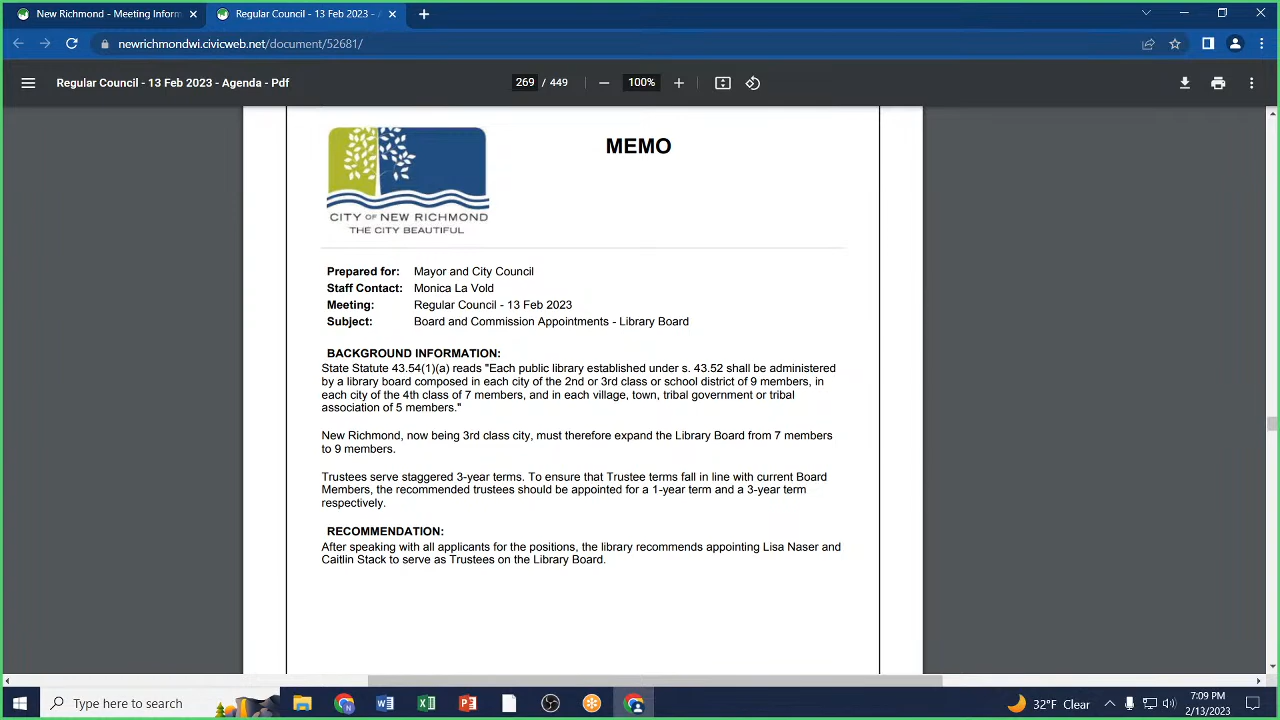 New Richmond - Meeting Inform
Regular Council - 13 Feb 2023 - 
newrichmondwi.civicweb.net/document/52681/
Regular Council - 13 Feb 2023 - Agenda - Pdf
269 / 449
100%
MEMO
CITY OF NEW RICHMOND
THE CITY BEAUTIFUL
Prepared for: Mayor and City Council
Staff Contact: Monica La Vold
Meeting: Regular Council - 13 Feb 2023
Subject: Board and Commission Appointments - Library Board
BACKGROUND INFORMATION:
State Statute 43.54(1)(a) reads "Each public library established under s. 43.52 shall be administered
by a library board composed in each city of the 2nd or 3rd class or school district of 9 members, in
each city of the 4th class of 7 members, and in each village, town, tribal government or tribal
association of 5 members."
New Richmond, now being 3rd class city, must therefore expand the Library Board from 7 members
to 9 members.
Trustees serve staggered 3-year terms. To ensure that Trustee terms fall in line with current Board
Members, the recommended trustees should be appointed for a 1-year term and a 3-year term
respectively.
RECOMMENDATION:
After speaking with all applicants for the positions, the library recommends appointing Lisa Naser and
Caitlin Stack to serve as Trustees on the Library Board.
Type here to search
32°F Clear
7:09 PM
2/13/2023